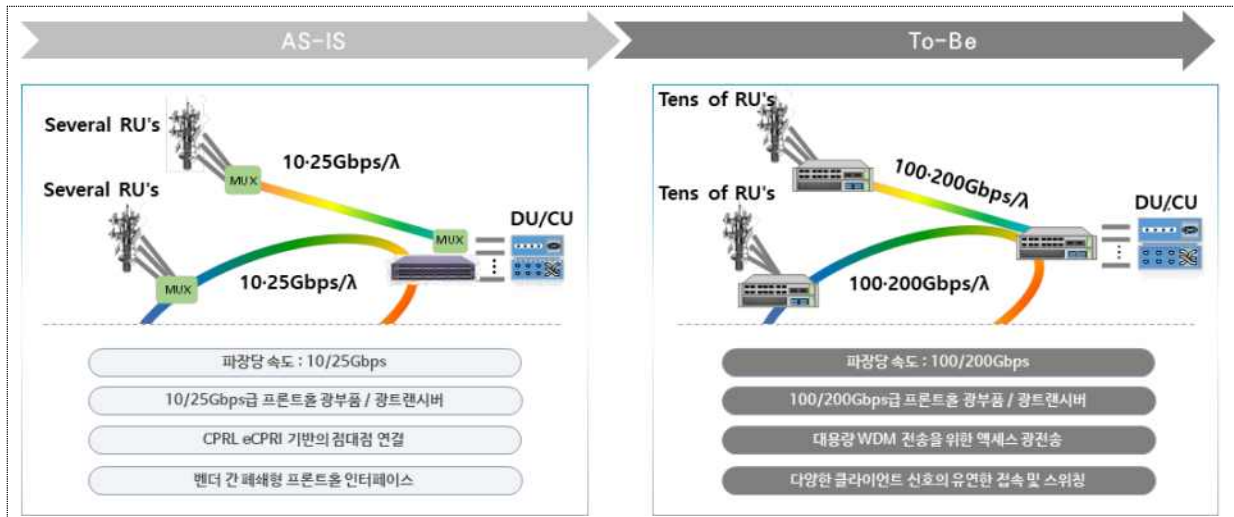 AS-IS
Several RU's
10·25Gbps/λ
MUX
Several RU's
MUX
DU/CU
10·25Gbps/λ
MUX
파장당 속도 : 10/25Gbps
10/25Gbps급 프론트홀 광부품 / 광트랜시버
CPRI, eCPRI 기반의 점대점 연결
벤더 간 폐쇄형 프론트홀 인터페이스
To-Be
Tens of RU's
100·200Gbps/λ
Tens of RU's
DU/CU
100·200Gbps/λ
파장당 속도 : 100/200Gbps
100/200Gbps급 프론트홀 광부품 / 광트랜시버
대용량 WDM 전송을 위한 액세스 광전송
다양한 클라이언트 신호의 유연한 접속 및 스위칭